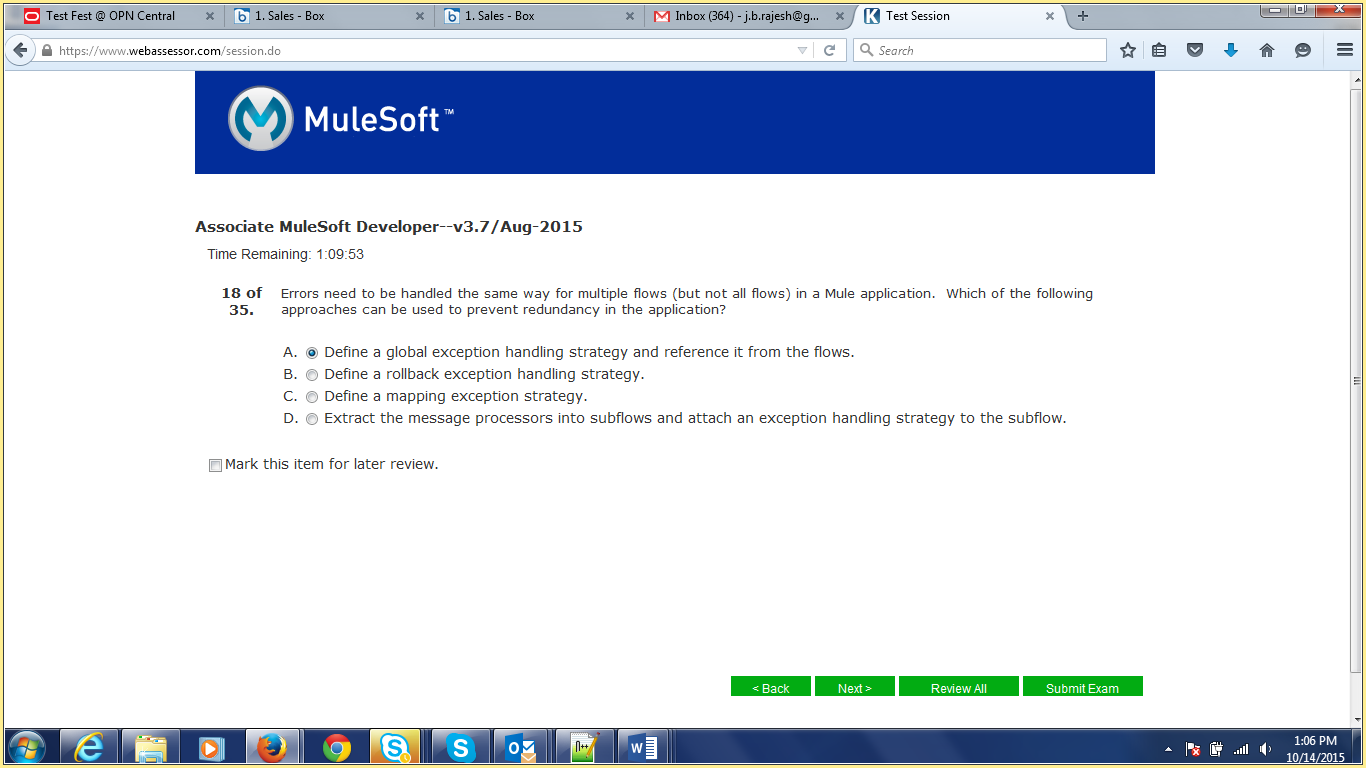 Test Fest @ OPN Central
1. Sales - Box
1. Sales - Box
Inbox (364) - j.b.rajesh@g...
Test Session
https://www.webassessor.com/session.do
Search
MuleSoft™
Associate MuleSoft Developer--v3.7/Aug-2015
Time Remaining: 1:09:53
18 of 35.
Errors need to be handled the same way for multiple flows (but not all flows) in a Mule application. Which of the following
approaches can be used to prevent redundancy in the application?
A. Define a global exception handling strategy and reference it from the flows.
B. Define a rollback exception handling strategy.
C. Define a mapping exception strategy.
D. Extract the message processors into subflows and attach an exception handling strategy to the subflow.
Mark this item for later review.
< Back
Next >
Review All
Submit Exam
1:06 PM
10/14/2015